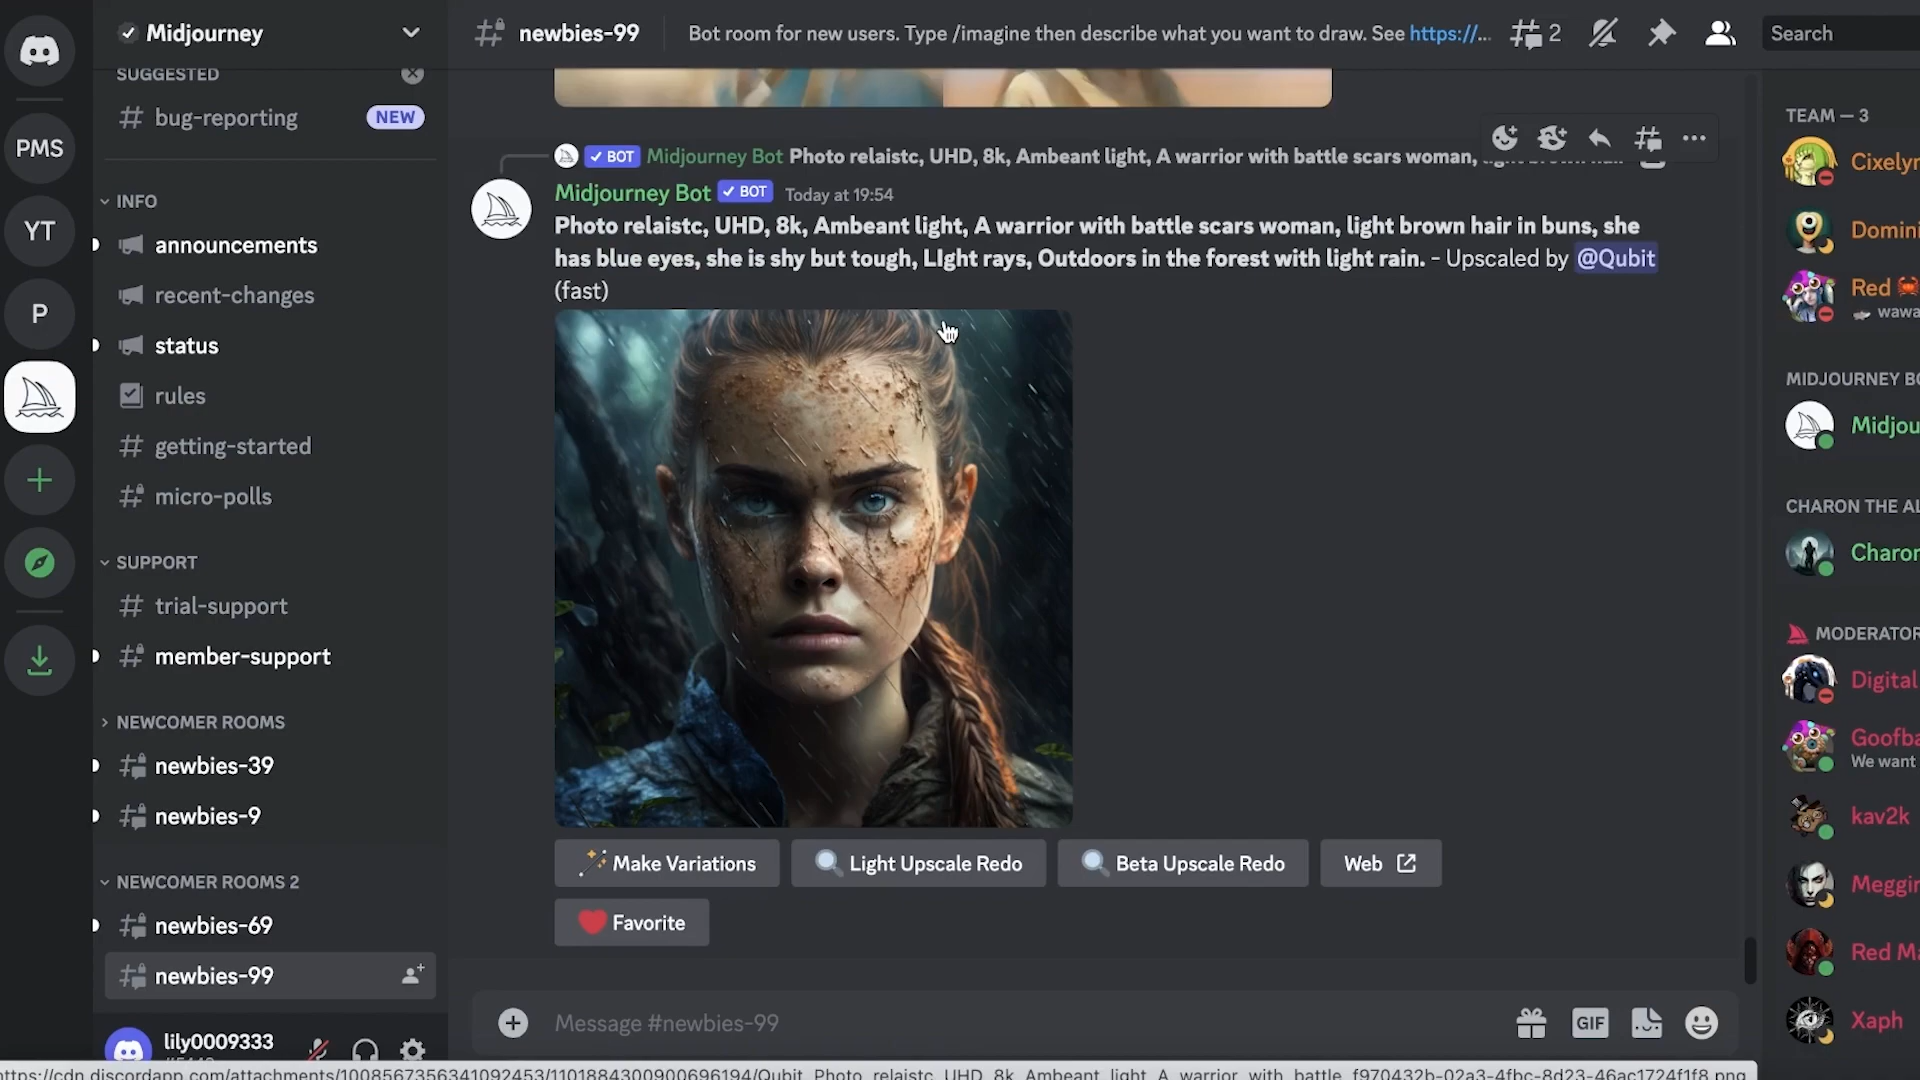 Midjourney
SUGGESTED
bug-reporting NEW
INFO
announcements
recent-changes
status
rules
getting-started
micro-polls
SUPPORT
trial-support
member-support
NEWCOMER ROOMS
newbies-39
newbies-9
NEWCOMER ROOMS 2
newbies-69
newbies-99
lily0009333
PMS
YT
P
newbies-99 Bot room for new users. Type /imagine then describe what you want to draw. See https://... 2 Search
BOT Midjourney Bot Photo relaistc, UHD, 8k, Ambeant light, A warrior with battle scars woman,
Midjourney Bot BOT Today at 19:54
Photo relaistc, UHD, 8k, Ambeant light, A warrior with battle scars woman, light brown hair in buns, she
has blue eyes, she is shy but tough, LIght rays, Outdoors in the forest with light rain. - Upscaled by @Qubit
(fast)
Make Variations Light Upscale Redo Beta Upscale Redo Web
Favorite
Message #newbies-99 GIF
TEAM — 3
Cixelyn
Domini
Red
wawa
MIDJOURNEY BO
Midjou
CHARON THE AL
Charon
MODERATOR
Digital
Goofba
We want
kav2k
Meggin
Red Ma
Xaph
https://cdn.discordapp.com/attachments/1008567356341092453/1101884300900696194/Qubit_Photo_relaistc_UHD_8k_Ambeant_light_A_warrior_with_battle_f970432b-02a3-4fbc-8d23-46ac1724f1f8.png